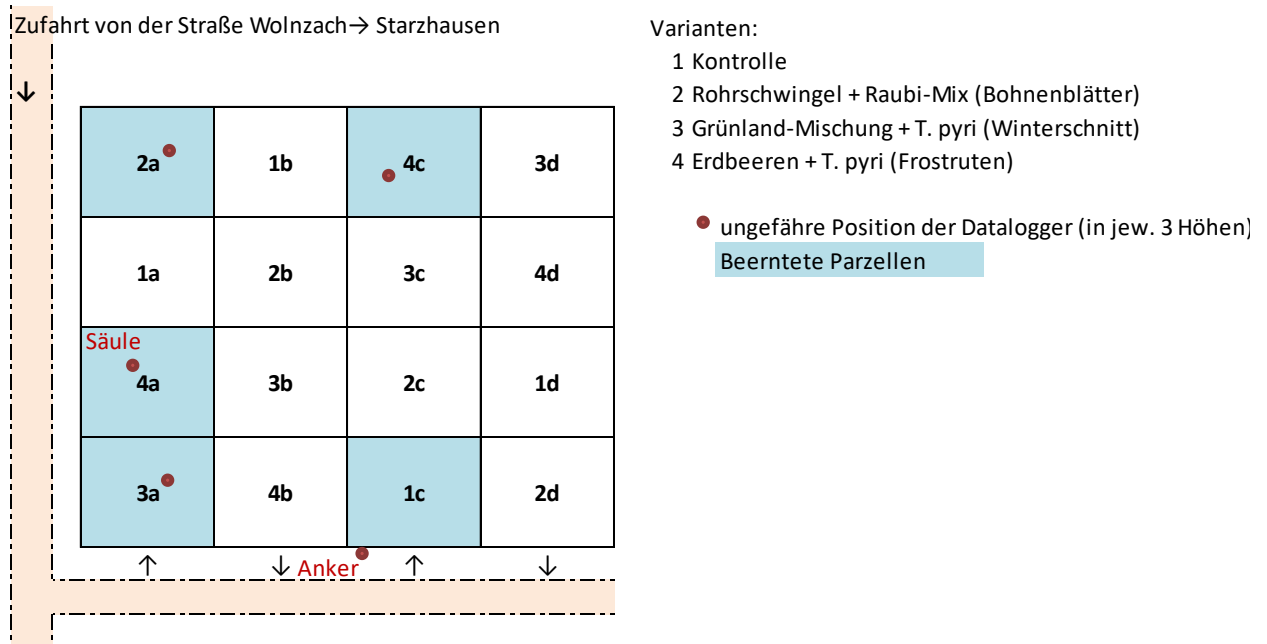 Zufahrt von der Straße Wolnzach→ Starzhausen
↓
2a 1b 4c 3d
1a 2b 3c 4d
Säule
4a 3b 2c 1d
3a 4b 1c 2d
↑ ↓ Anker ↑ ↓
Varianten:
1 Kontrolle
2 Rohrschwingel + Raubi-Mix (Bohnenblätter)
3 Grünland-Mischung + T. pyri (Winterschnitt)
4 Erdbeeren + T. pyri (Frostruten)
ungefähre Position der Datalogger (in jew. 3 Höhen)
Beerntete Parzellen